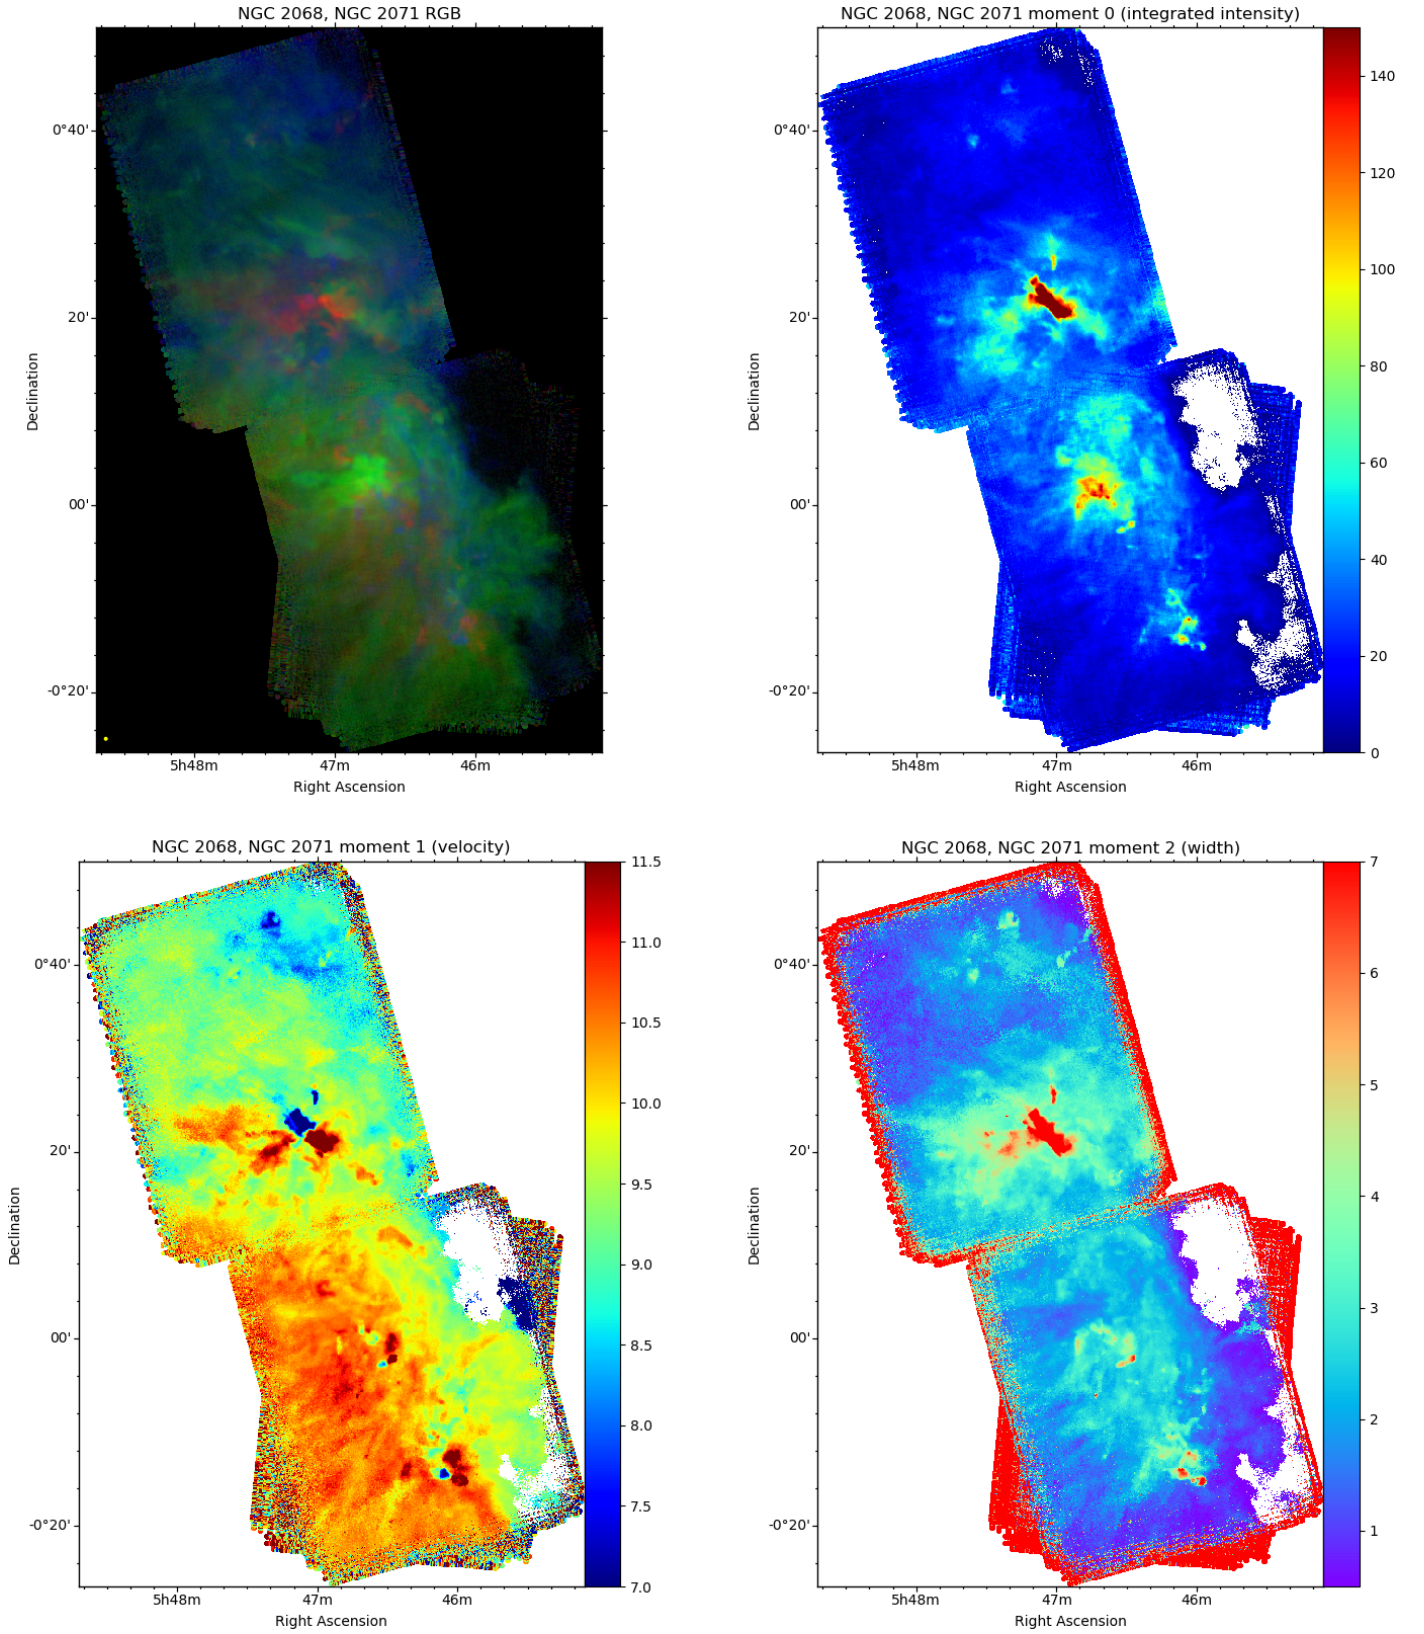 NGC 2068, NGC 2071 RGB
0°40'
20'
00'
-0°20'
Declination
5h48m 47m 46m
Right Ascension
NGC 2068, NGC 2071 moment 0 (integrated intensity)
0°40'
20'
00'
-0°20'
Declination
5h48m 47m 46m
Right Ascension
140
120
100
80
60
40
20
0
NGC 2068, NGC 2071 moment 1 (velocity)
0°40'
20'
00'
-0°20'
Declination
5h48m 47m 46m
Right Ascension
11.5
11.0
10.5
10.0
9.5
9.0
8.5
8.0
7.5
7.0
NGC 2068, NGC 2071 moment 2 (width)
0°40'
20'
00'
-0°20'
Declination
5h48m 47m 46m
Right Ascension
7
6
5
4
3
2
1